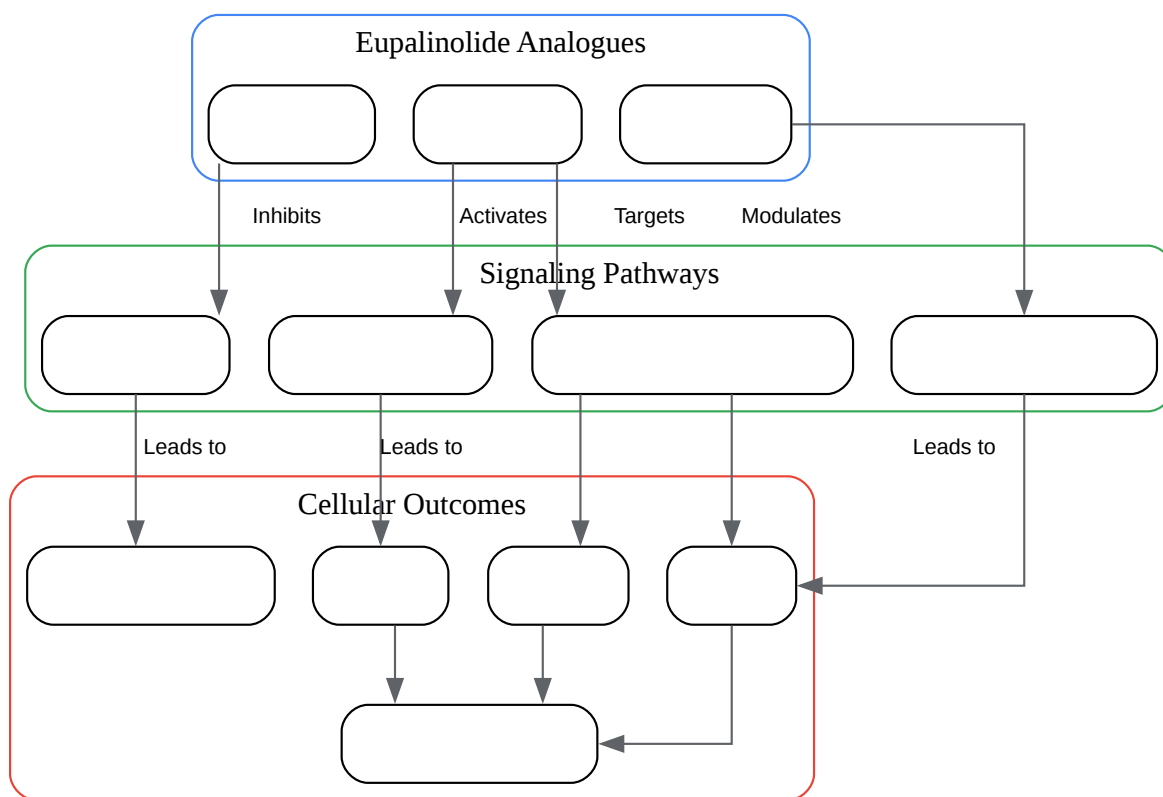 Eupalinolide Analogues
Inhibits
Activates
Targets
Modulates
Signaling Pathways
Leads to
Leads to
Leads to
Cellular Outcomes